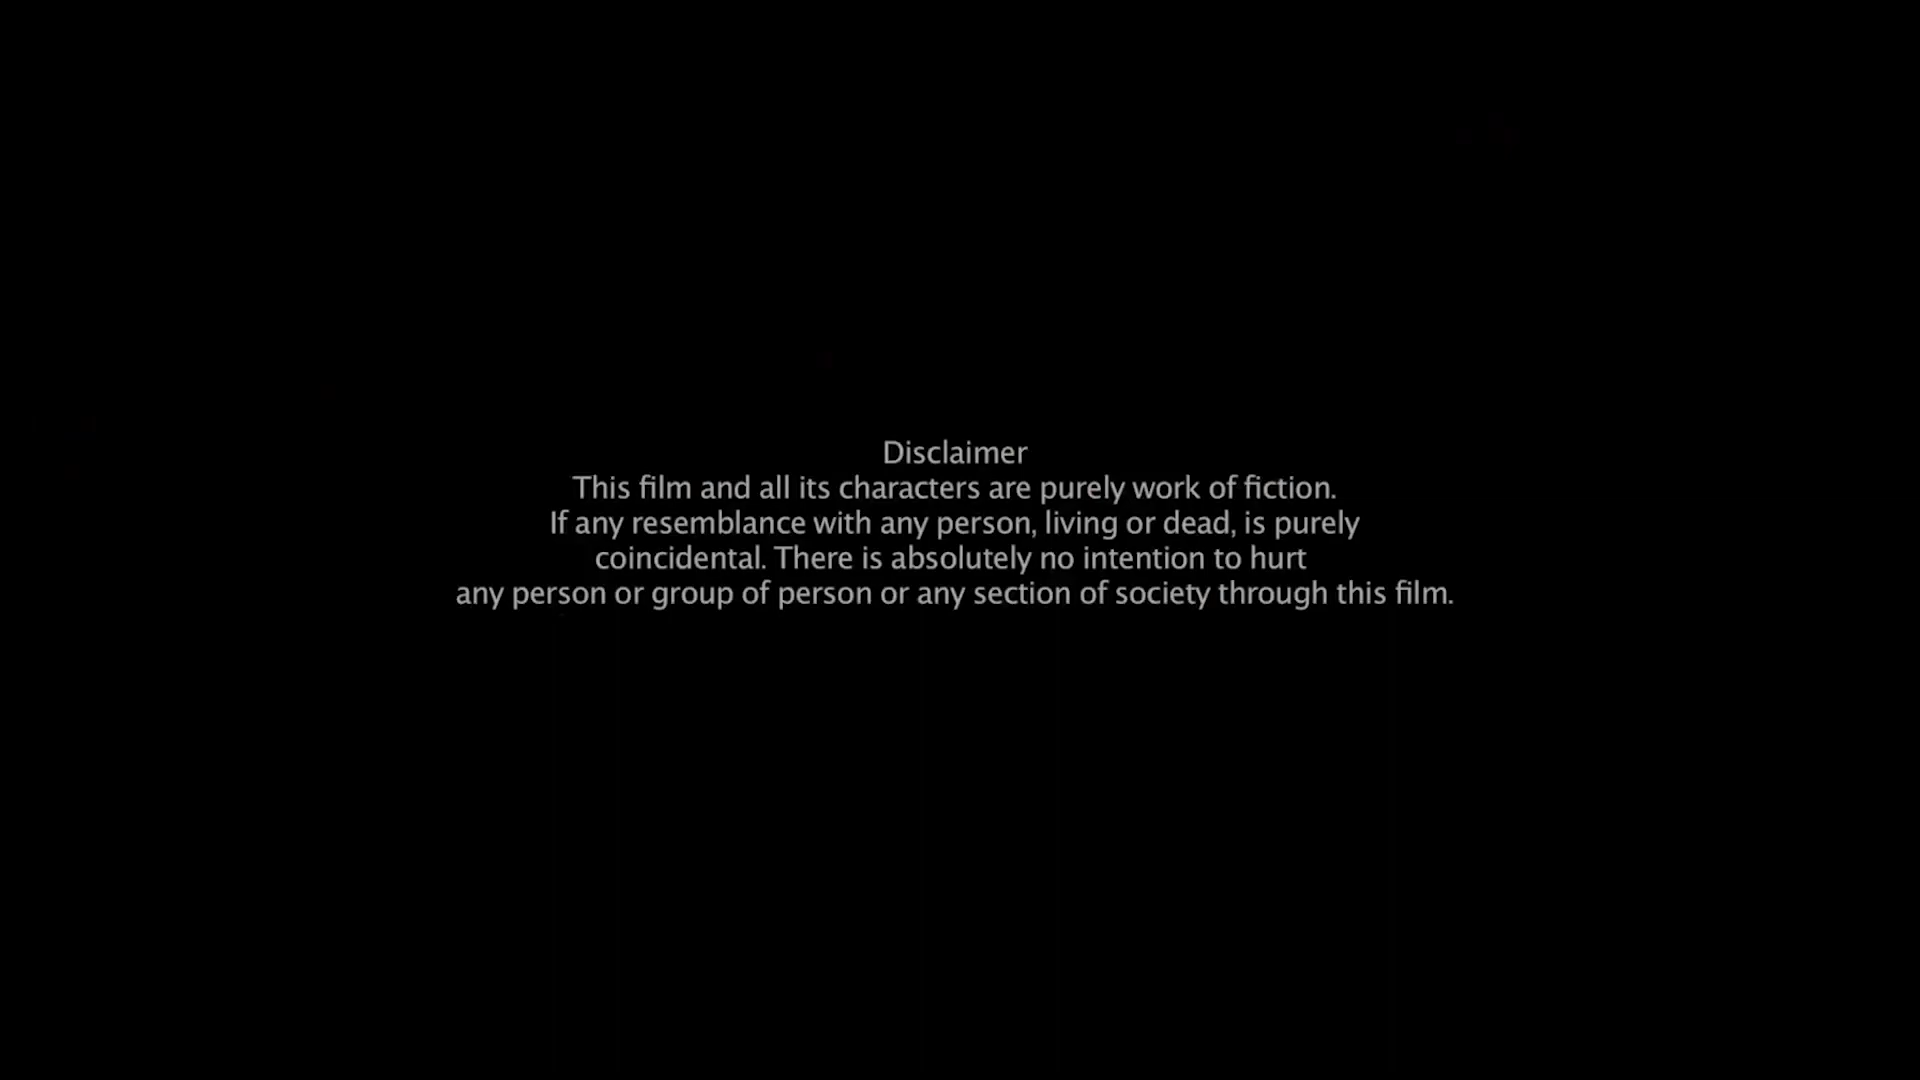 Disclaimer
This film and all its characters are purely work of fiction.
If any resemblance with any person, living or dead, is purely
coincidental. There is absolutely no intention to hurt
any person or group of person or any section of society through this film.